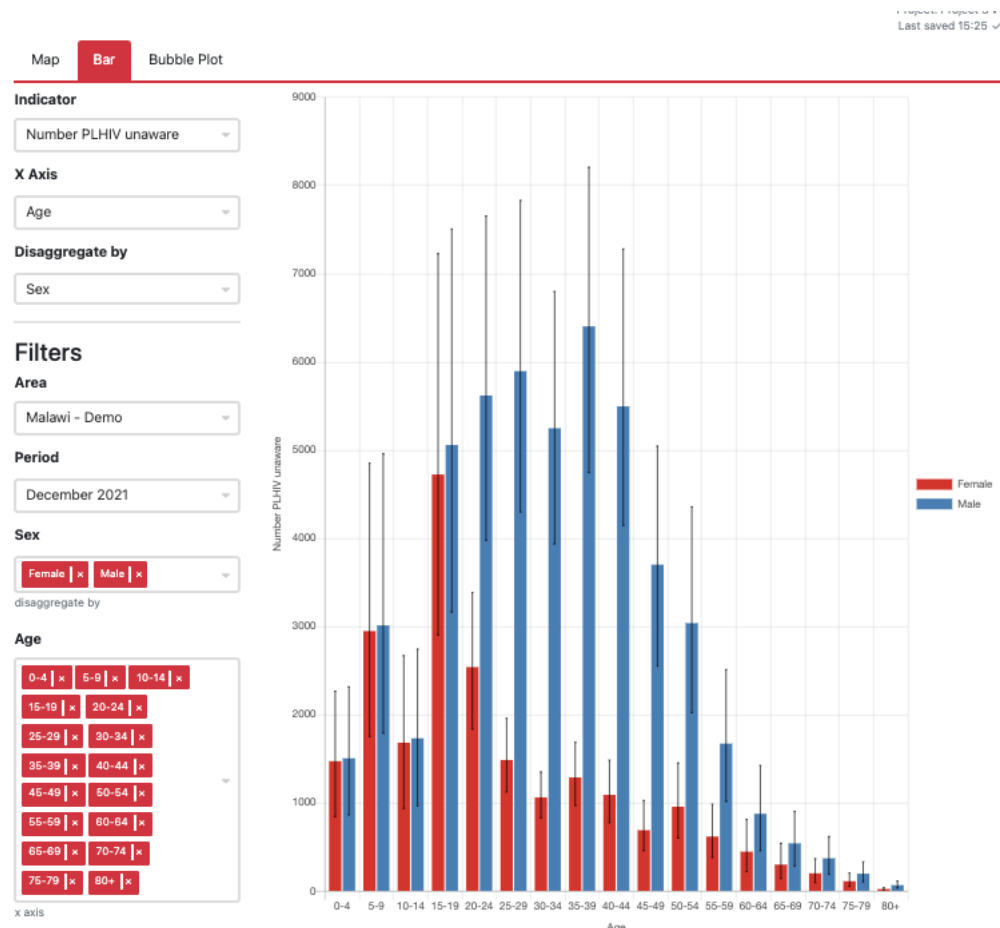 Last saved 15:25 ✓
Map Bar Bubble Plot
Indicator
Number PLHIV unaware
X Axis
Age
Disaggregate by
Sex
Filters
Area
Malawi - Demo
Period
December 2021
Sex
Female × Male ×
disaggregate by
Age
0-4 × 5-9 × 10-14 ×
15-19 × 20-24 ×
25-29 × 30-34 ×
35-39 × 40-44 ×
45-49 × 50-54 ×
55-59 × 60-64 ×
65-69 × 70-74 ×
75-79 × 80+ ×
x axis
9000
8000
7000
6000
5000
4000
3000
2000
1000
0
Number PLHIV unaware
0-4 5-9 10-14 15-19 20-24 25-29 30-34 35-39 40-44 45-49 50-54 55-59 60-64 65-69 70-74 75-79 80+
Age
Female
Male